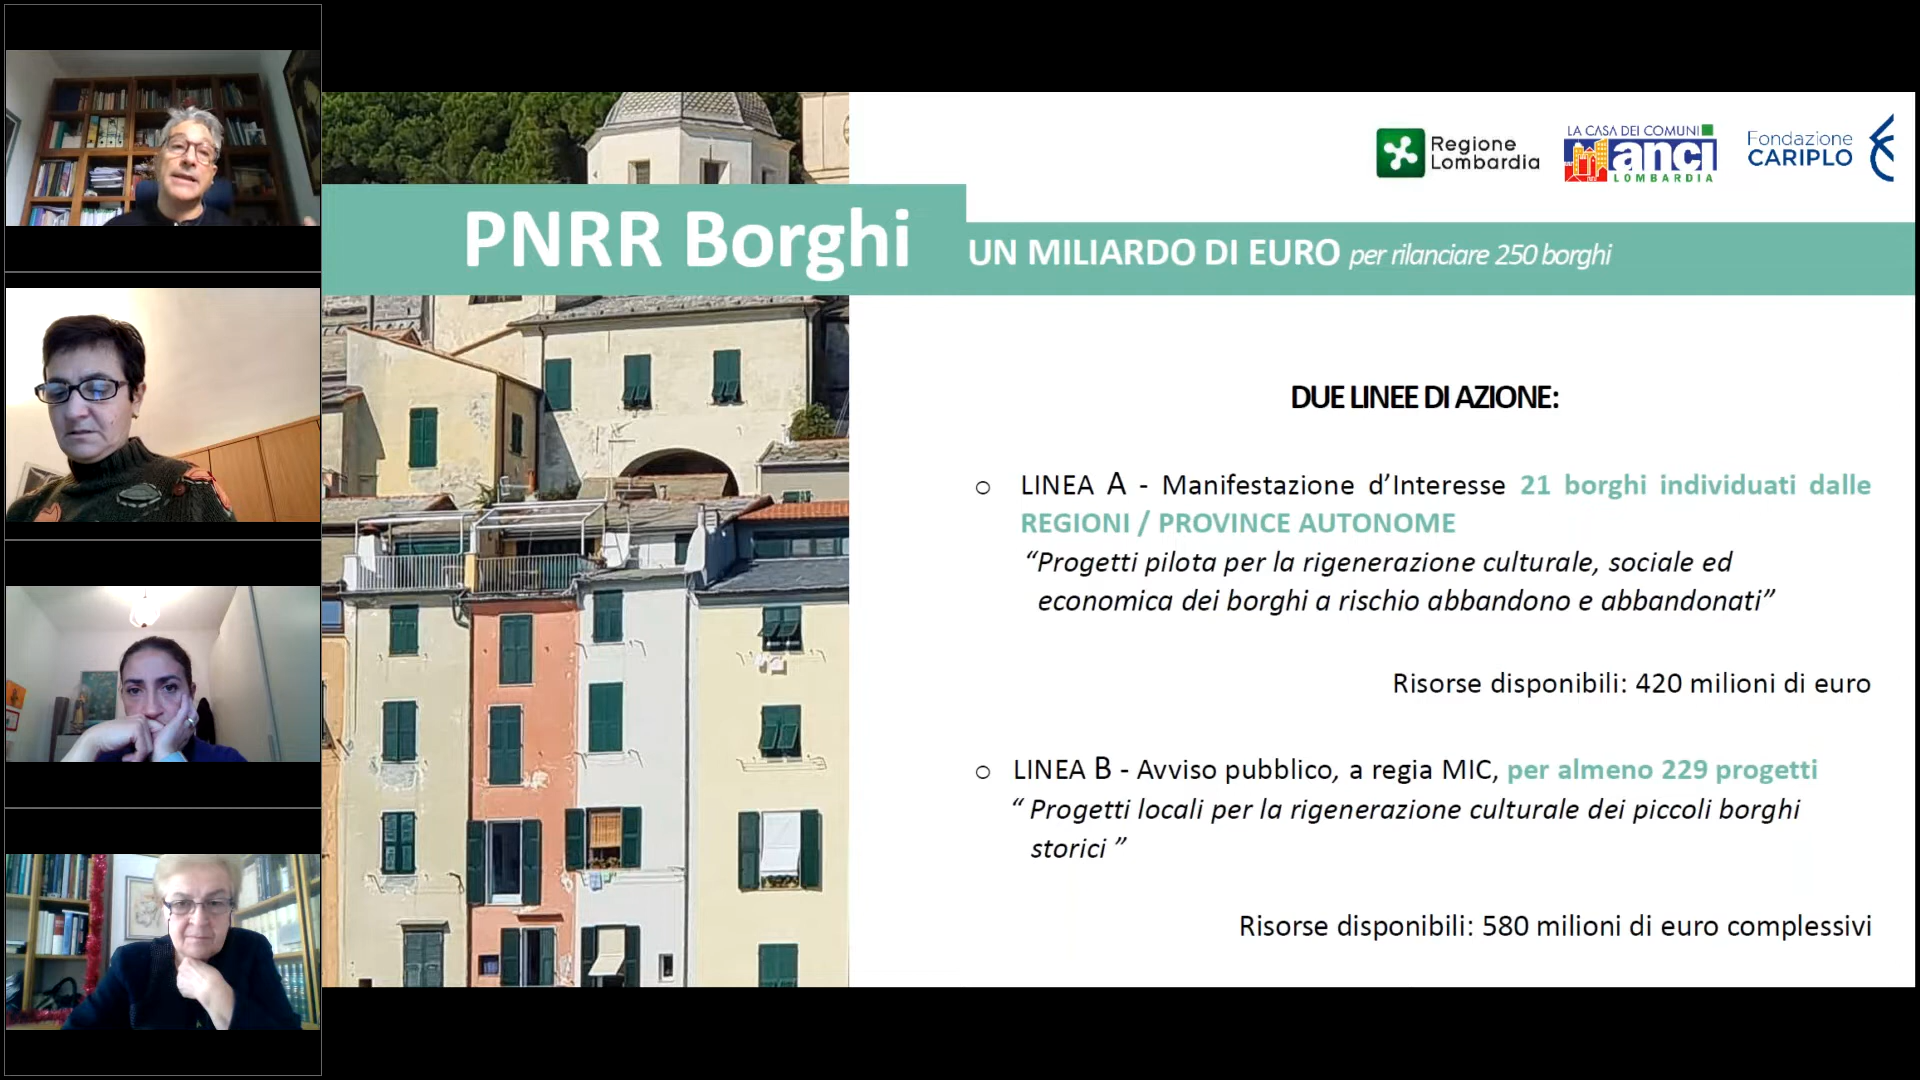 Regione
Lombardia
LA CASA DEI COMUNI
anci
LOMBARDIA
Fondazione
CARIPLO
PNRR Borghi
UN MILIARDO DI EURO per rilanciare 250 borghi
DUE LINEE DI AZIONE:
o LINEA A - Manifestazione d’Interesse 21 borghi individuati dalle
REGIONI / PROVINCE AUTONOME
“Progetti pilota per la rigenerazione culturale, sociale ed
economica dei borghi a rischio abbandono e abbandonati”
Risorse disponibili: 420 milioni di euro
o LINEA B - Avviso pubblico, a regia MIC, per almeno 229 progetti
“ Progetti locali per la rigenerazione culturale dei piccoli borghi
storici ”
Risorse disponibili: 580 milioni di euro complessivi